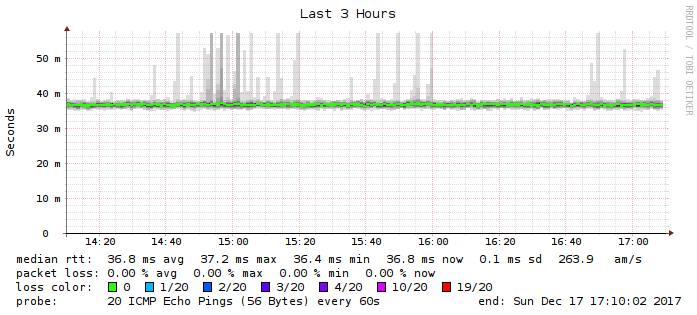 Last 3 Hours
RRDTOOL / TOBI OETIKER
Seconds
50 m
40 m
30 m
20 m
10 m
0
14:20 14:40 15:00 15:20 15:40 16:00 16:20 16:40 17:00
median rtt: 36.8 ms avg 37.2 ms max 36.4 ms min 36.8 ms now 0.1 ms sd 263.9 am/s
packet loss: 0.00 % avg 0.00 % max 0.00 % min 0.00 % now
loss color: 0 1/20 2/20 3/20 4/20 10/20 19/20
probe: 20 ICMP Echo Pings (56 Bytes) every 60s end: Sun Dec 17 17:10:02 2017